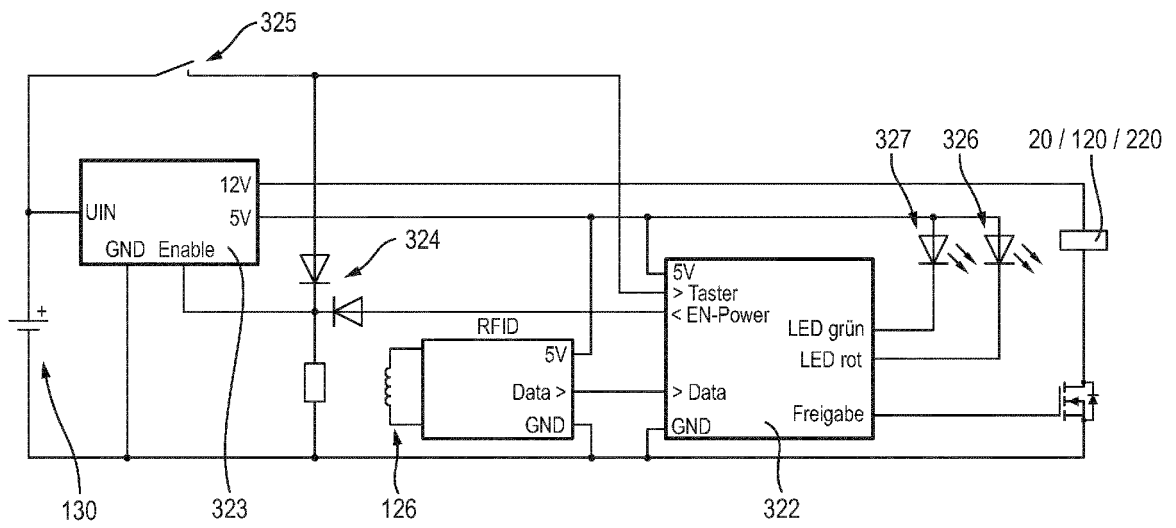 325
327
326
20 / 120 / 220
12V
UIN
5V
GND
Enable
324
5V
> Taster
< EN-Power
+
RFID
LED grün
5V
LED rot
Data >
> Data
Freigabe
GND
GND
130
323
126
322